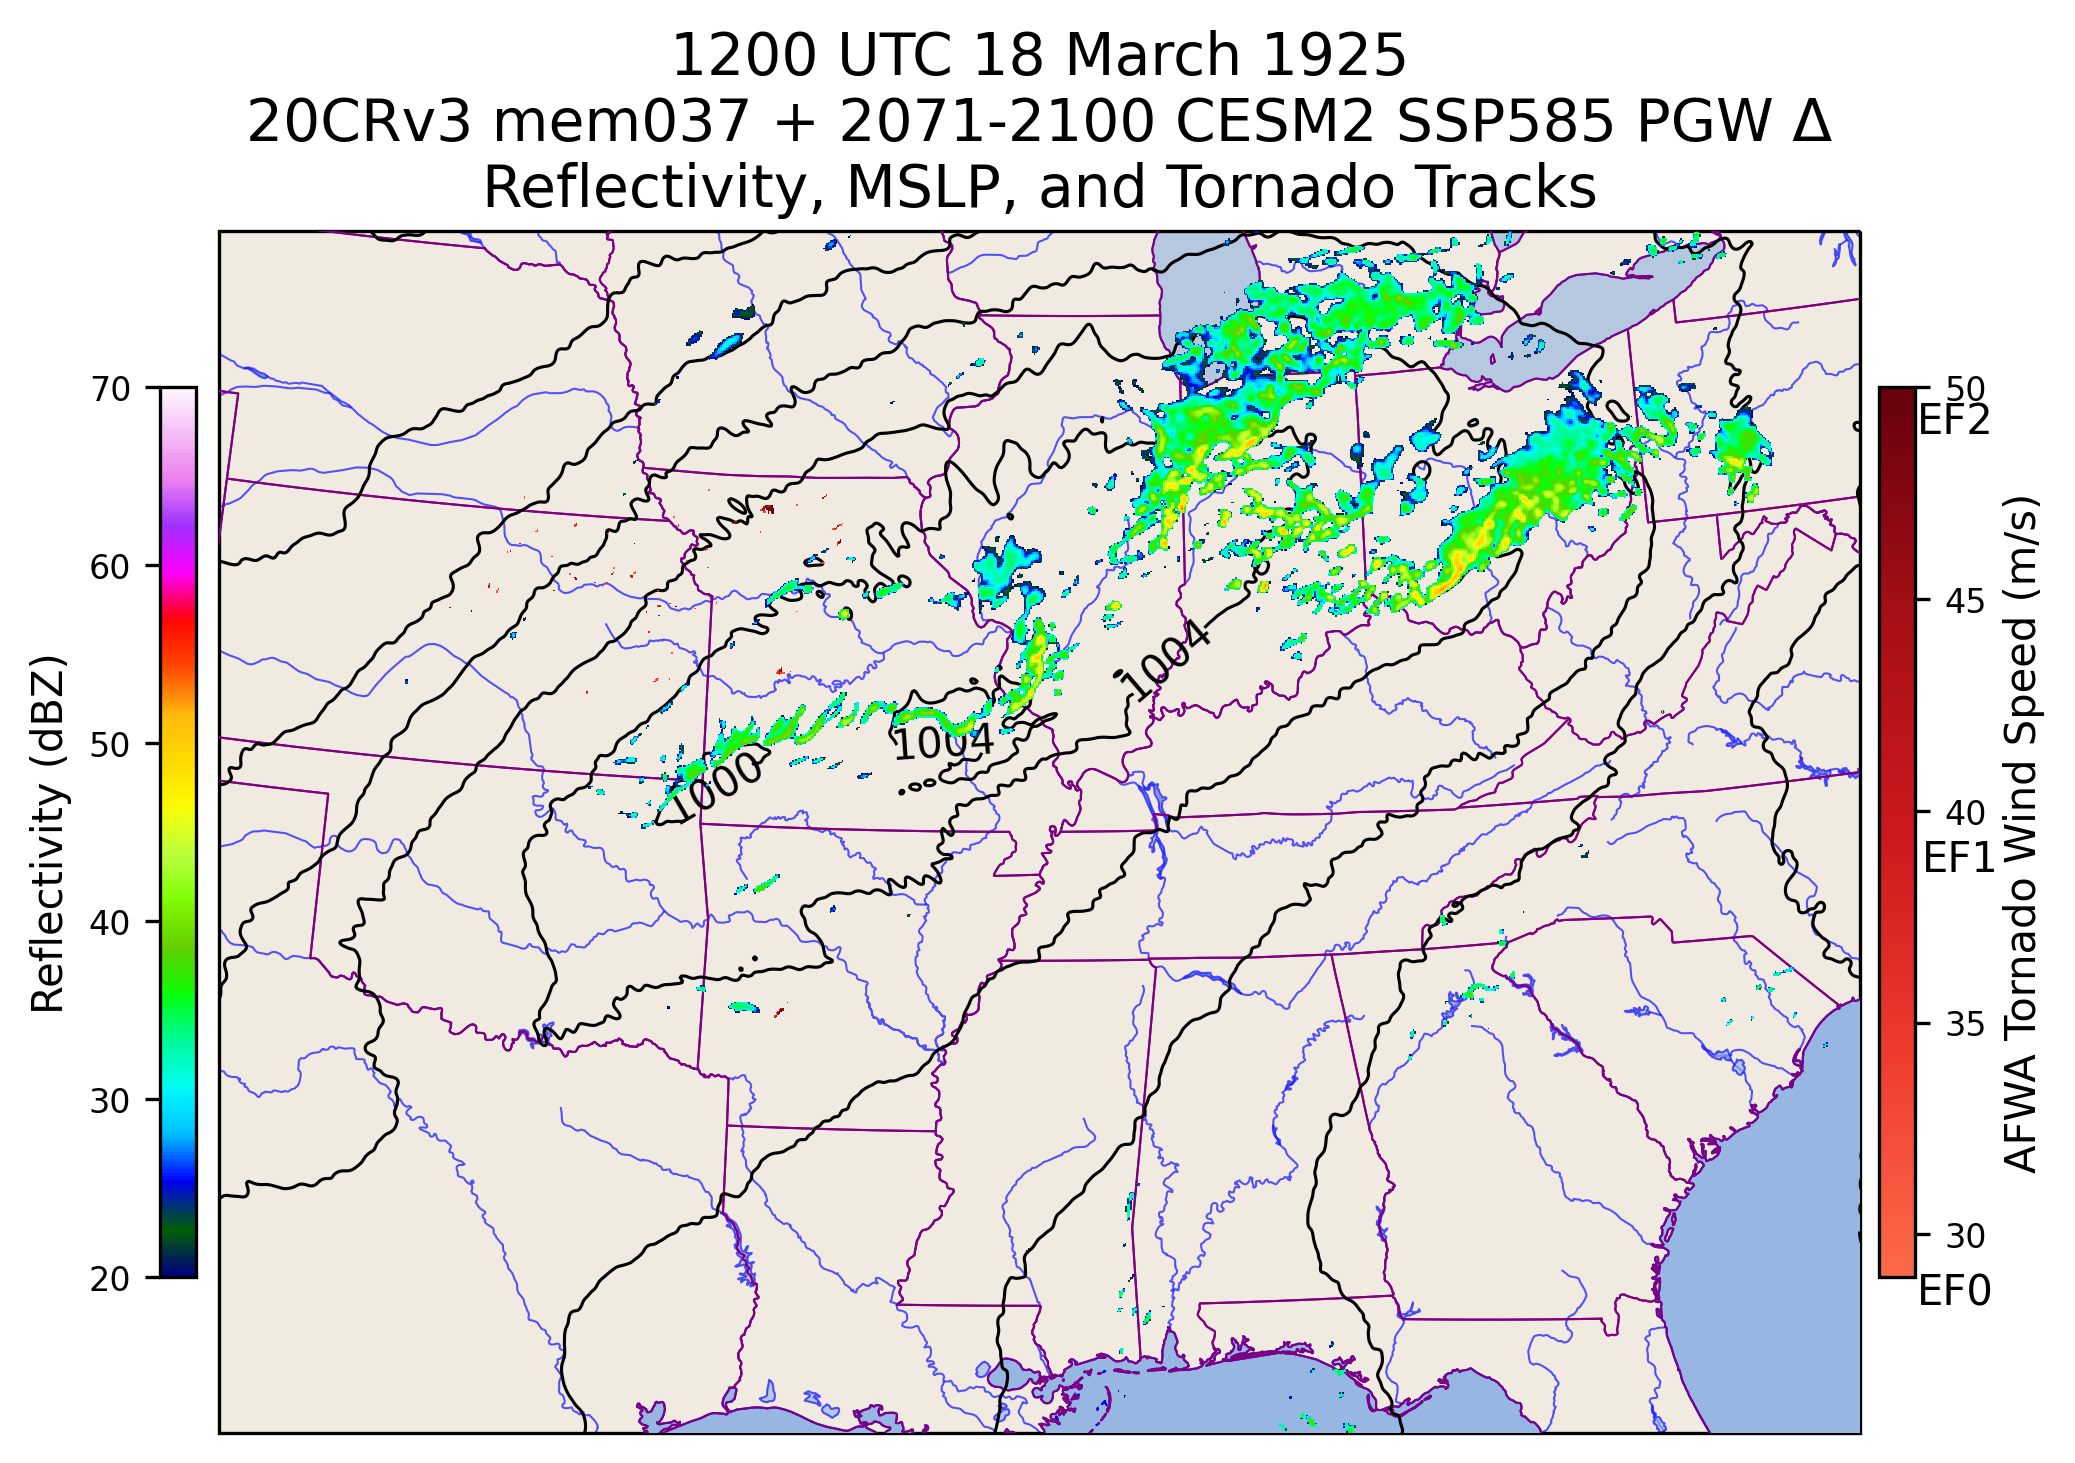 1200 UTC 18 March 1925
20CRv3 mem037 + 2071-2100 CESM2 SSP585 PGW Δ
Reflectivity, MSLP, and Tornado Tracks
70
60
50
40
30
20
Reflectivity (dBZ)
1004
1004
1000
50
EF2
45
40
EF1
35
30
EF0
AFWA Tornado Wind Speed (m/s)